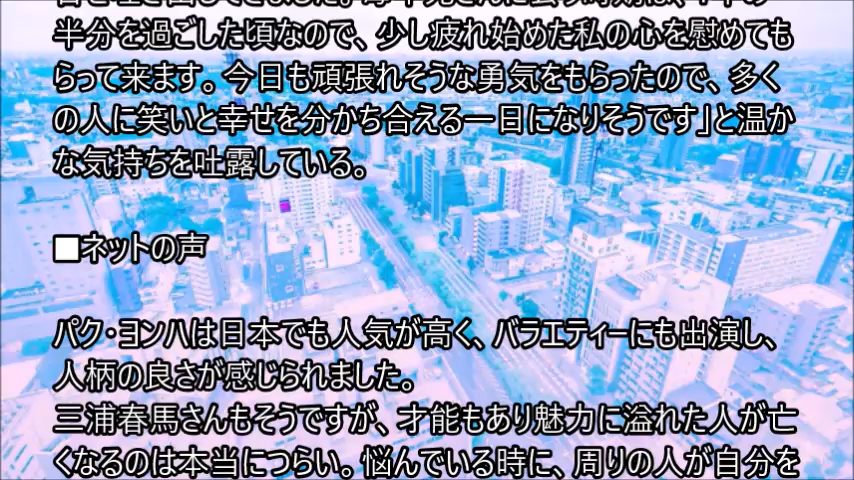 半分を過ごした頃なので、少し疲れ始めた私の心を慰めても
らって来ます。今日も頑張れそうな勇気をもらったので、多く
の人に笑いと幸せを分かち合える一日になりそうです」と温か
な気持ちを吐露している。
■ネットの声
パク・ヨンハは日本でも人気が高く、バラエティーにも出演し、
人柄の良さが感じられました。
三浦春馬さんもそうですが、才能もあり魅力に溢れた人が亡
くなるのは本当につらい。悩んでいる時に、周りの人が自分を